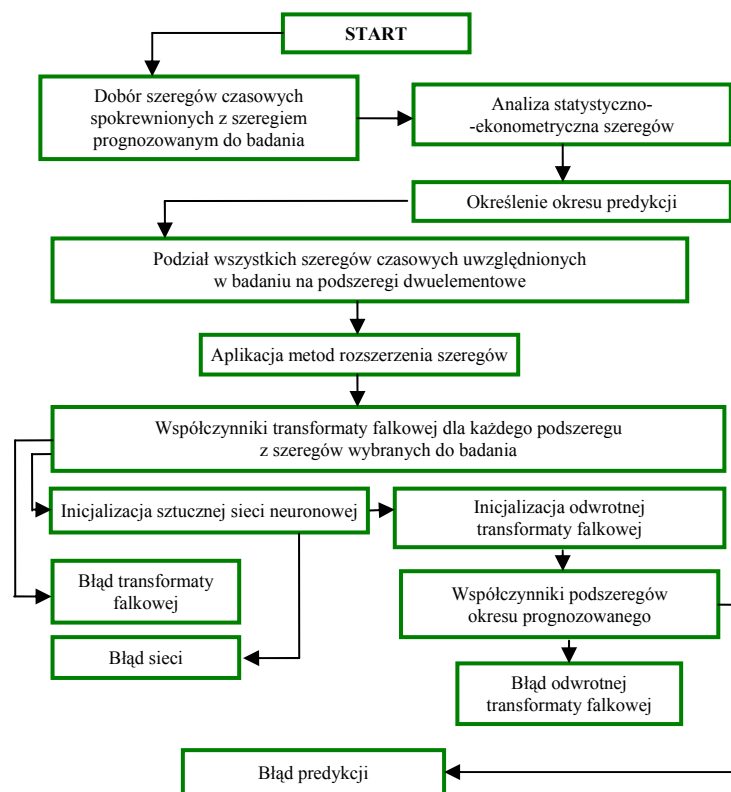 START
Dobór szeregów czasowych
spokrewnionych z szeregiem
prognozowanym do badania
Analiza statystyczno-
-ekonometryczna szeregów
Określenie okresu predykcji
Podział wszystkich szeregów czasowych uwzględnionych
w badaniu na podszeregi dwuelementowe
Aplikacja metod rozszerzenia szeregów
Współczynniki transformaty falkowej dla każdego podszeregu
z szeregów wybranych do badania
Inicjalizacja sztucznej sieci neuronowej
Inicjalizacja odwrotnej
transformaty falkowej
Błąd transformaty
falkowej
Współczynniki podszeregów
okresu prognozowanego
Błąd sieci
Błąd odwrotnej
transformaty falkowej
Błąd predykcji